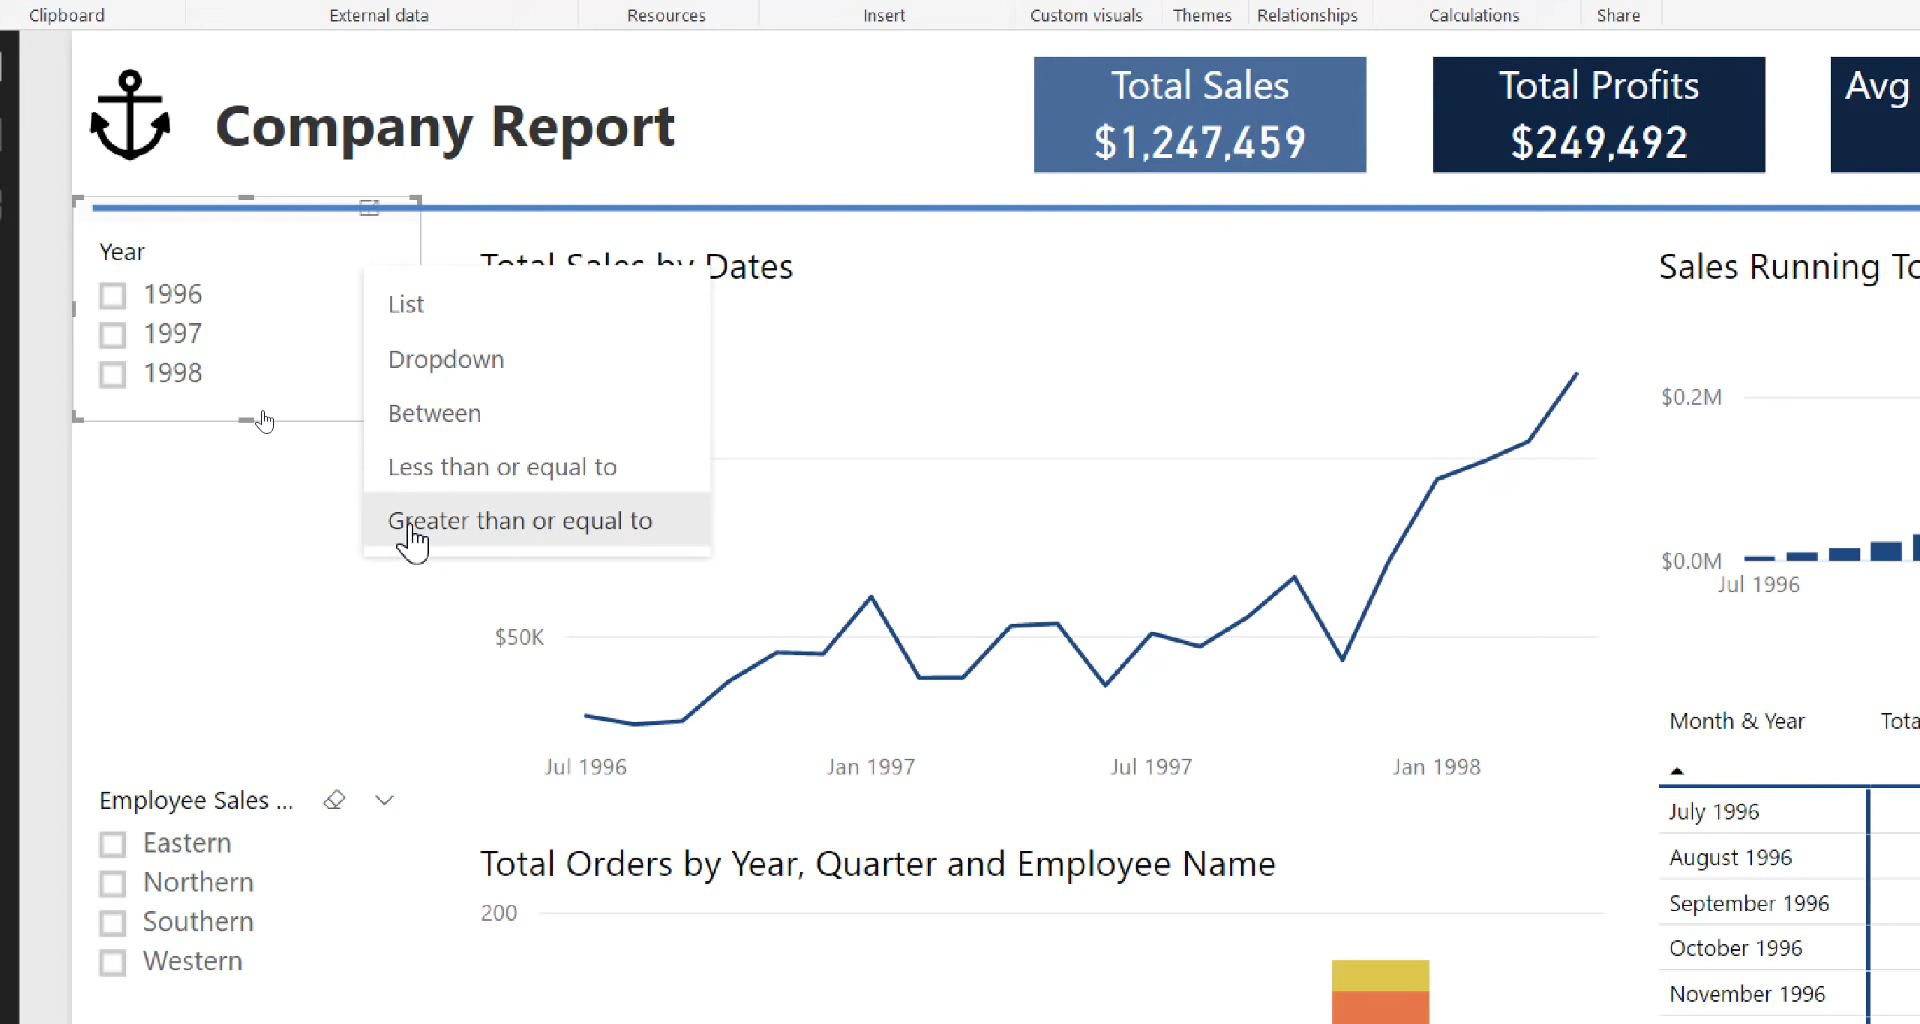 Clipboard
External data
Resources
Insert
Custom visuals
Themes
Relationships
Calculations
Share
Company Report
Total Sales
$1,247,459
Total Profits
$249,492
Avg
Year
1996
1997
1998
List
Dropdown
Between
Less than or equal to
Greater than or equal to
Total Sales by Dates
$50K
Jul 1996
Jan 1997
Jul 1997
Jan 1998
Sales Running To
$0.2M
$0.0M
Jul 1996
Employee Sales ...
Eastern
Northern
Southern
Western
Total Orders by Year, Quarter and Employee Name
200
Month & Year
Tota
July 1996
August 1996
September 1996
October 1996
November 1996